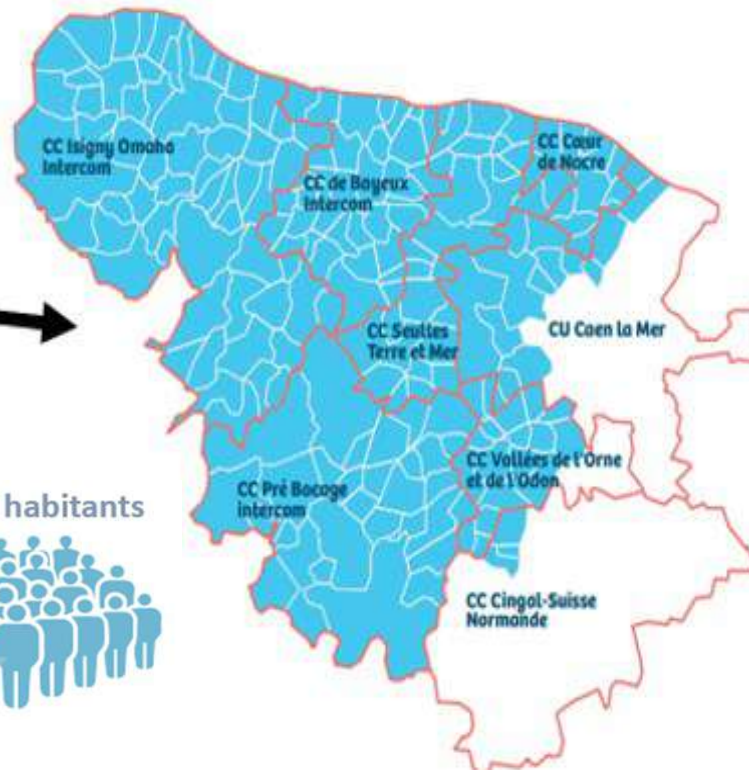 CC Isigny Omaha
Intercom
CC de Bayeux
Intercom
CC Cœur
de Nacre
CC Seulles
Terre et Mer
CU Caen la Mer
CC Pré Bocage
intercom
CC Vallées de l'Orne
et de l'Odon
habitants
CC Cingal-Suisse
Normande